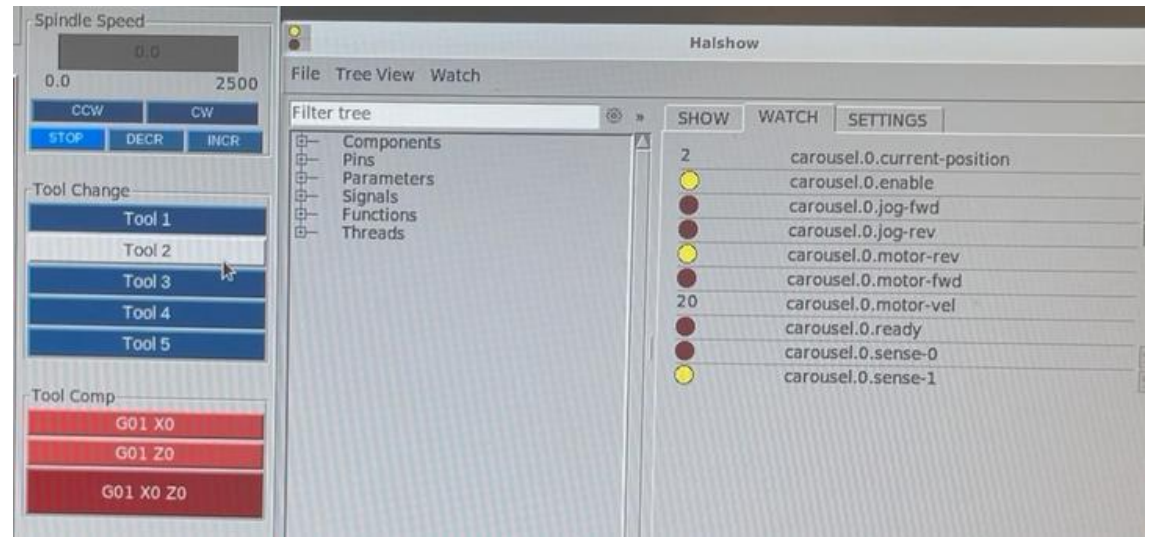 Spindle Speed
0.0
0.0 2500
CCW CW
STOP DECR INCR
Tool Change
Tool 1
Tool 2
Tool 3
Tool 4
Tool 5
Tool Comp
G01 X0
G01 Z0
G01 X0 Z0
Halshow
File Tree View Watch
Filter tree »
Components
Pins
Parameters
Signals
Functions
Threads
SHOW WATCH SETTINGS
2 carousel.0.current-position
carousel.0.enable
carousel.0.jog-fwd
carousel.0.jog-rev
carousel.0.motor-rev
carousel.0.motor-fwd
20 carousel.0.motor-vel
carousel.0.ready
carousel.0.sense-0
carousel.0.sense-1